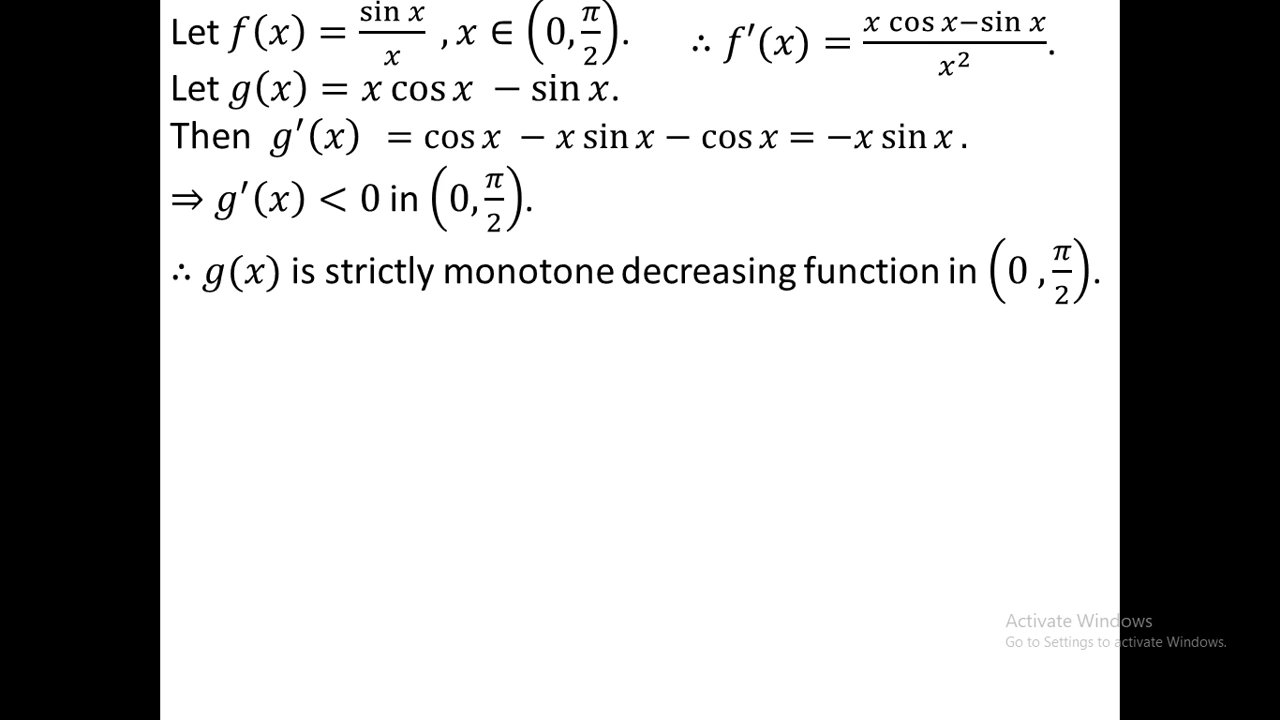 Let f(x) = sin x / x , x ∈ (0, π/2). ∴ f′(x) = (x cos x−sin x) / x².
Let g(x) = x cos x − sin x.
Then g′(x) = cos x − x sin x − cos x = −x sin x .
⇒ g′(x) < 0 in (0, π/2).
∴ g(x) is strictly monotone decreasing function in (0 , π/2).
Activate Windows
Go to Settings to activate Windows.